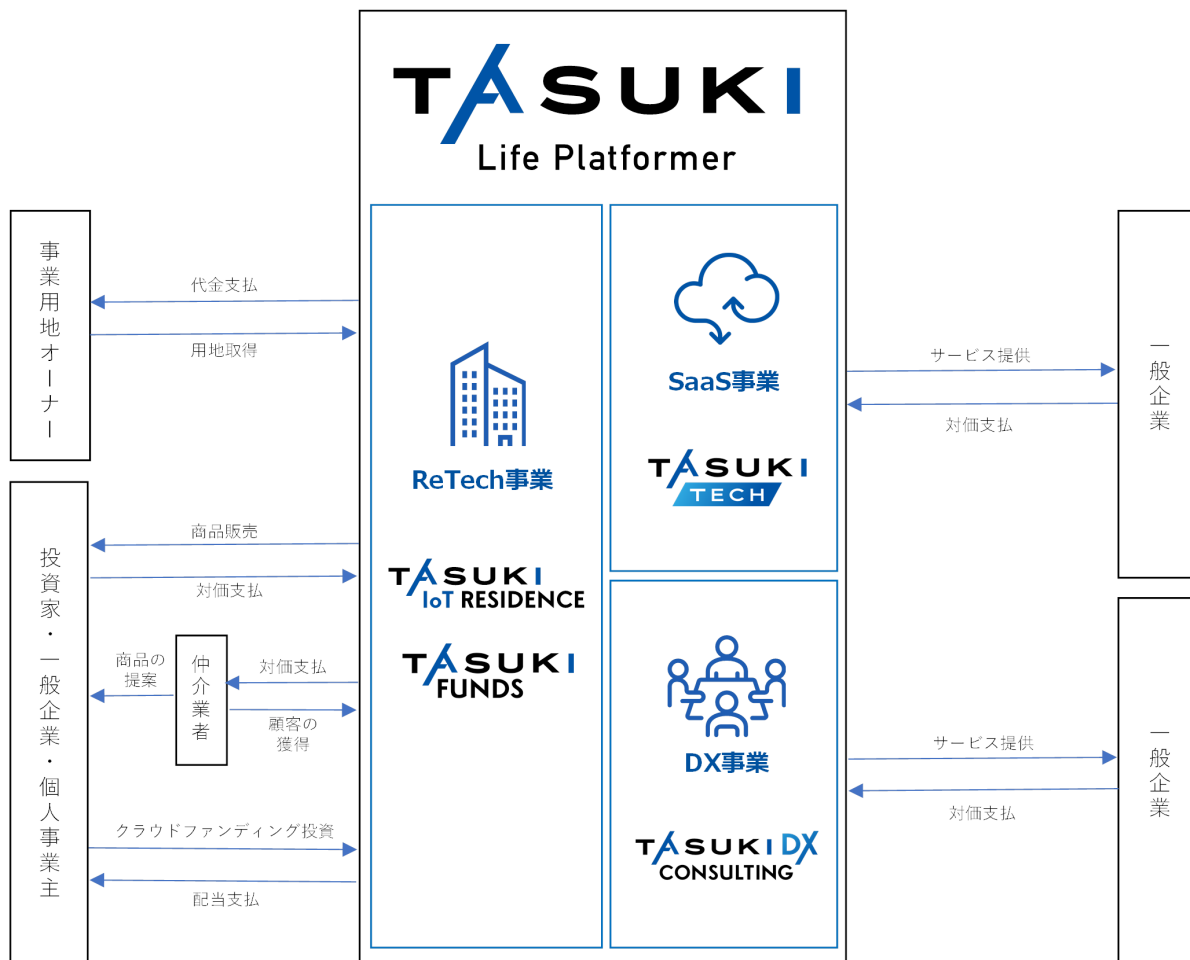 TASUKI
Life Platformer
事業用地オーナー
代金支払
用地取得
投資家・一般企業・個人事業主
商品販売
対価支払
商品の
提案
仲介業者
対価支払
顧客の
獲得
クラウドファンディング投資
配当支払
ReTech事業
TASUKI
IoT RESIDENCE
TASUKI
FUNDS
SaaS事業
TASUKI
TECH
DX事業
TASUKI DX
CONSULTING
サービス提供
対価支払
一般企業
サービス提供
対価支払
一般企業